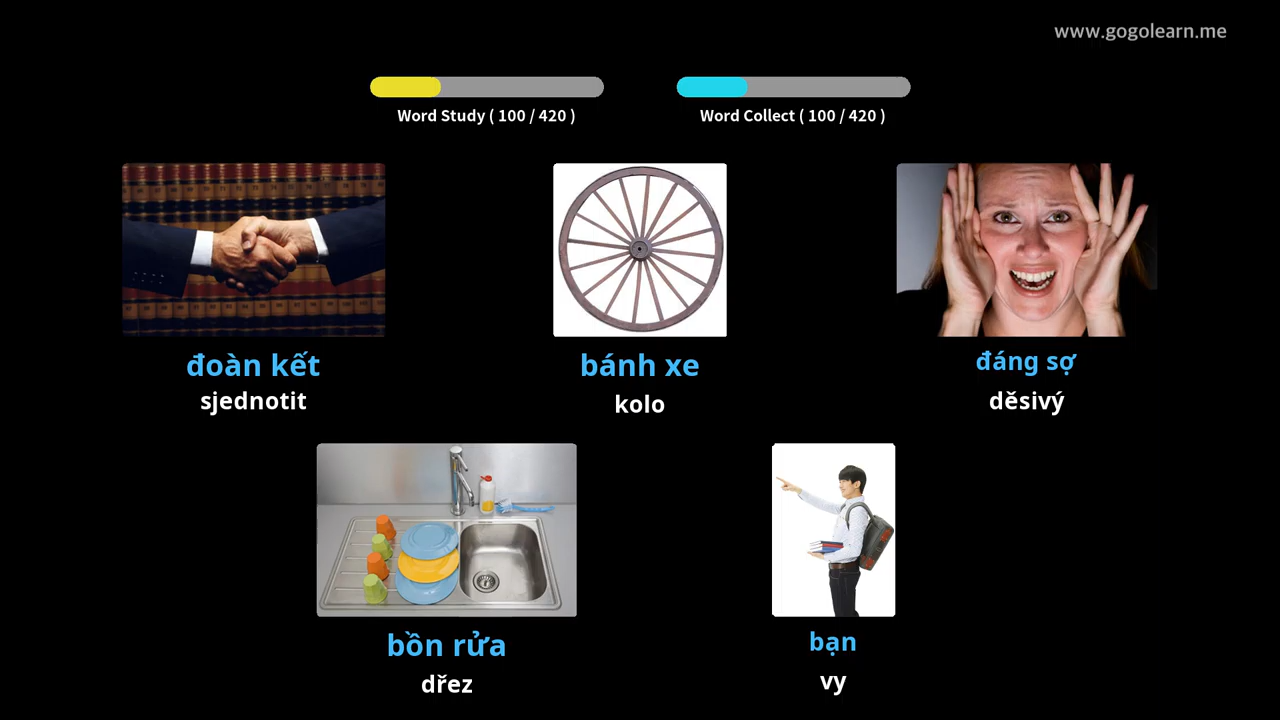 www.gogolearn.me
Word Study ( 100 / 420 )
Word Collect ( 100 / 420 )
đoàn kết
sjednotit
bánh xe
kolo
đáng sợ
děsivý
bồn rửa
dřez
bạn
vy